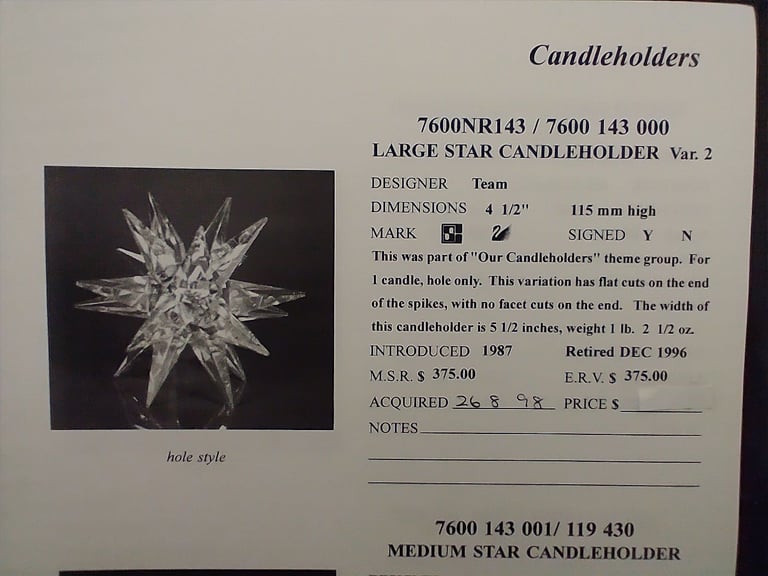 Candleholders
7600NR143 / 7600 143 000
LARGE STAR CANDLEHOLDER Var. 2
DESIGNER Team
DIMENSIONS 4 1/2" 115 mm high
MARK SIGNED Y N
This was part of "Our Candleholders" theme group. For
1 candle, hole only. This variation has flat cuts on the end
of the spikes, with no facet cuts on the end. The width of
this candleholder is 5 1/2 inches, weight 1 lb. 2 1/2 oz.
INTRODUCED 1987 Retired DEC 1996
M.S.R. $ 375.00 E.R.V. $ 375.00
ACQUIRED 26 8 98 PRICE $
NOTES
hole style
7600 143 001/ 119 430
MEDIUM STAR CANDLEHOLDER